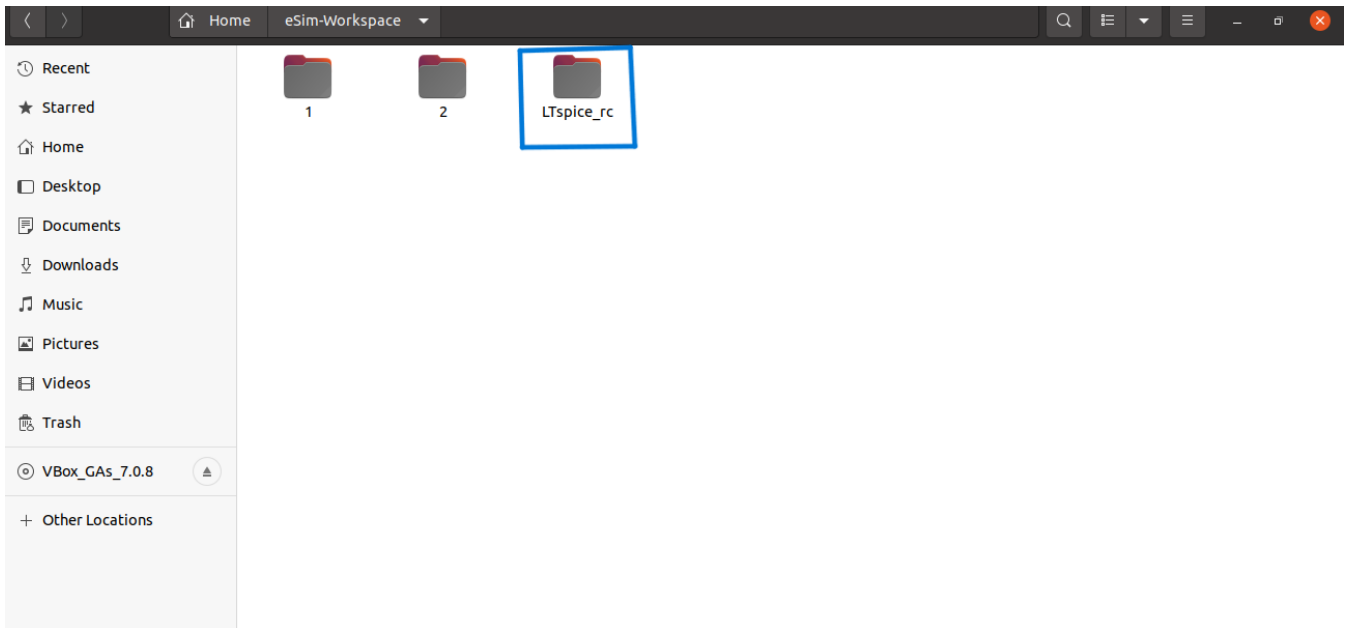 Home eSim-Workspace
Recent
Starred
Home
Desktop
Documents
Downloads
Music
Pictures
Videos
Trash
VBox_GAs_7.0.8
Other Locations
1 2 LTspice_rc